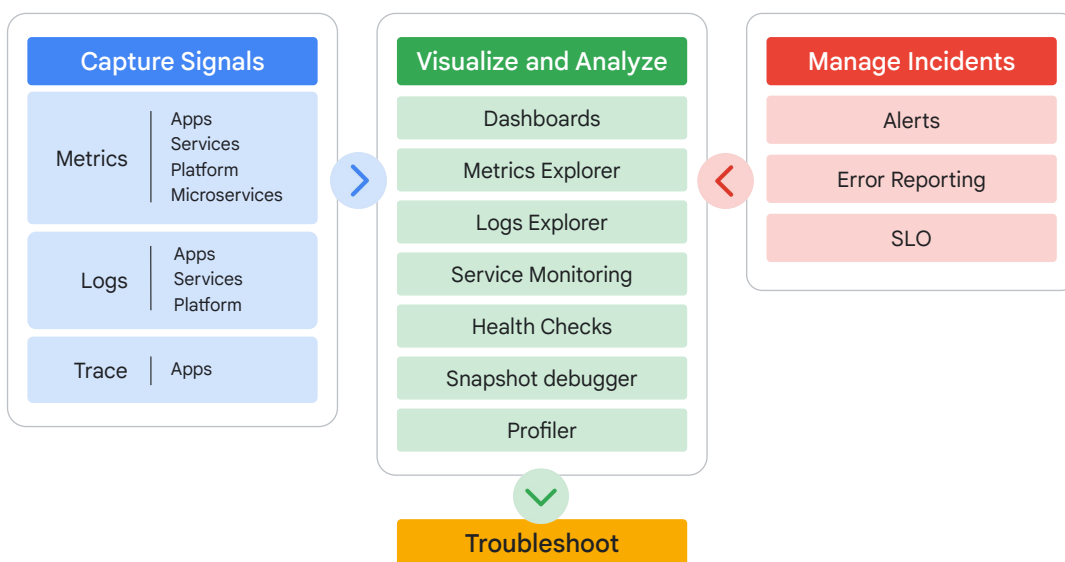 Capture Signals
Metrics
Apps
Services
Platform
Microservices
Logs
Apps
Services
Platform
Trace
Apps
Visualize and Analyze
Dashboards
Metrics Explorer
Logs Explorer
Service Monitoring
Health Checks
Snapshot debugger
Profiler
Manage Incidents
Alerts
Error Reporting
SLO
Troubleshoot